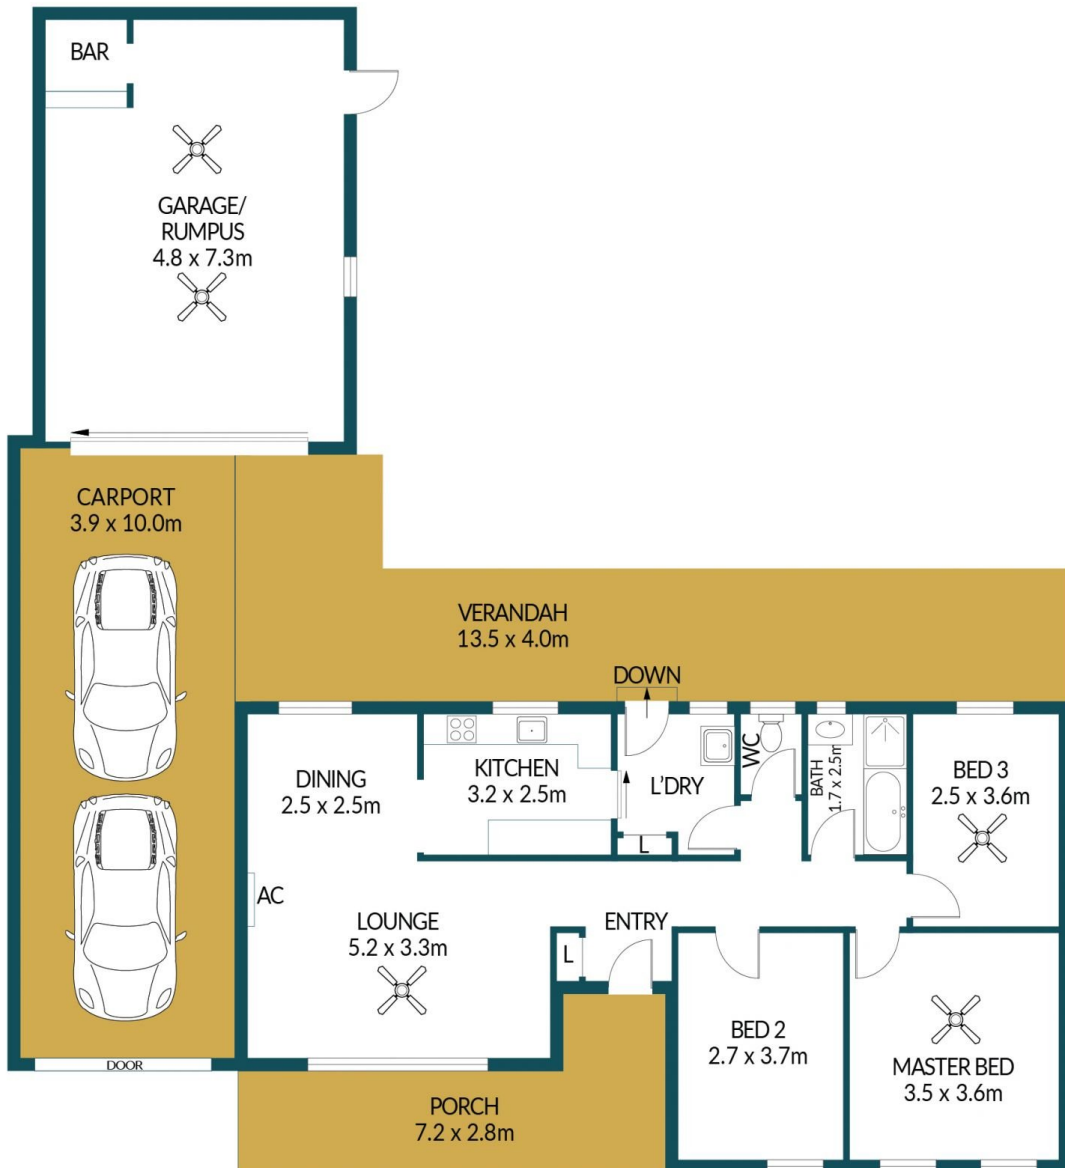 BAR
GARAGE/
RUMPUS
4.8 x 7.3m
CARPORT
3.9 x 10.0m
VERANDAH
13.5 x 4.0m
DOWN
DINING
2.5 x 2.5m
KITCHEN
3.2 x 2.5m
L'DRY
WC
BATH
1.7 x 2.5m
BED 3
2.5 x 3.6m
L
AC
LOUNGE
5.2 x 3.3m
ENTRY
L
BED 2
2.7 x 3.7m
MASTER BED
3.5 x 3.6m
DOOR
PORCH
7.2 x 2.8m